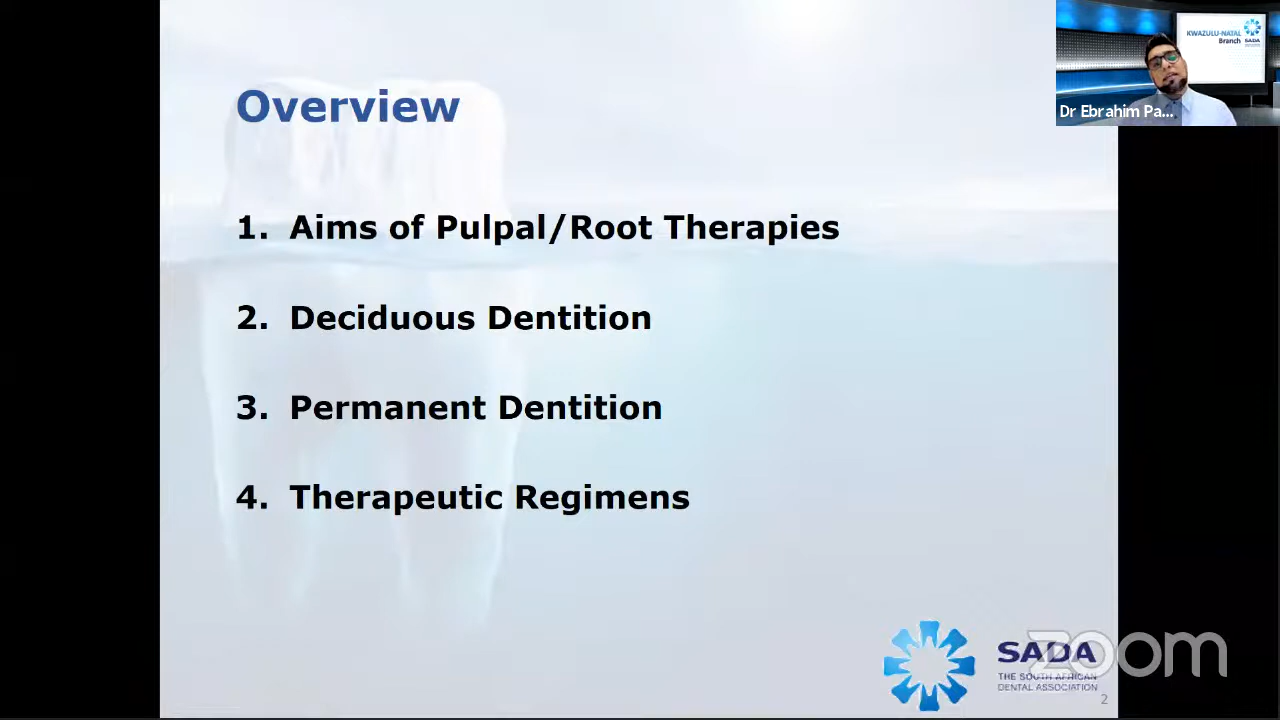 Overview
1. Aims of Pulpal/Root Therapies
2. Deciduous Dentition
3. Permanent Dentition
4. Therapeutic Regimens
KWAZULU-NATAL
Branch
SADA
Dr Ebrahim Pa...
SADA
THE SOUTH AFRICAN
DENTAL ASSOCIATION
zoom
2